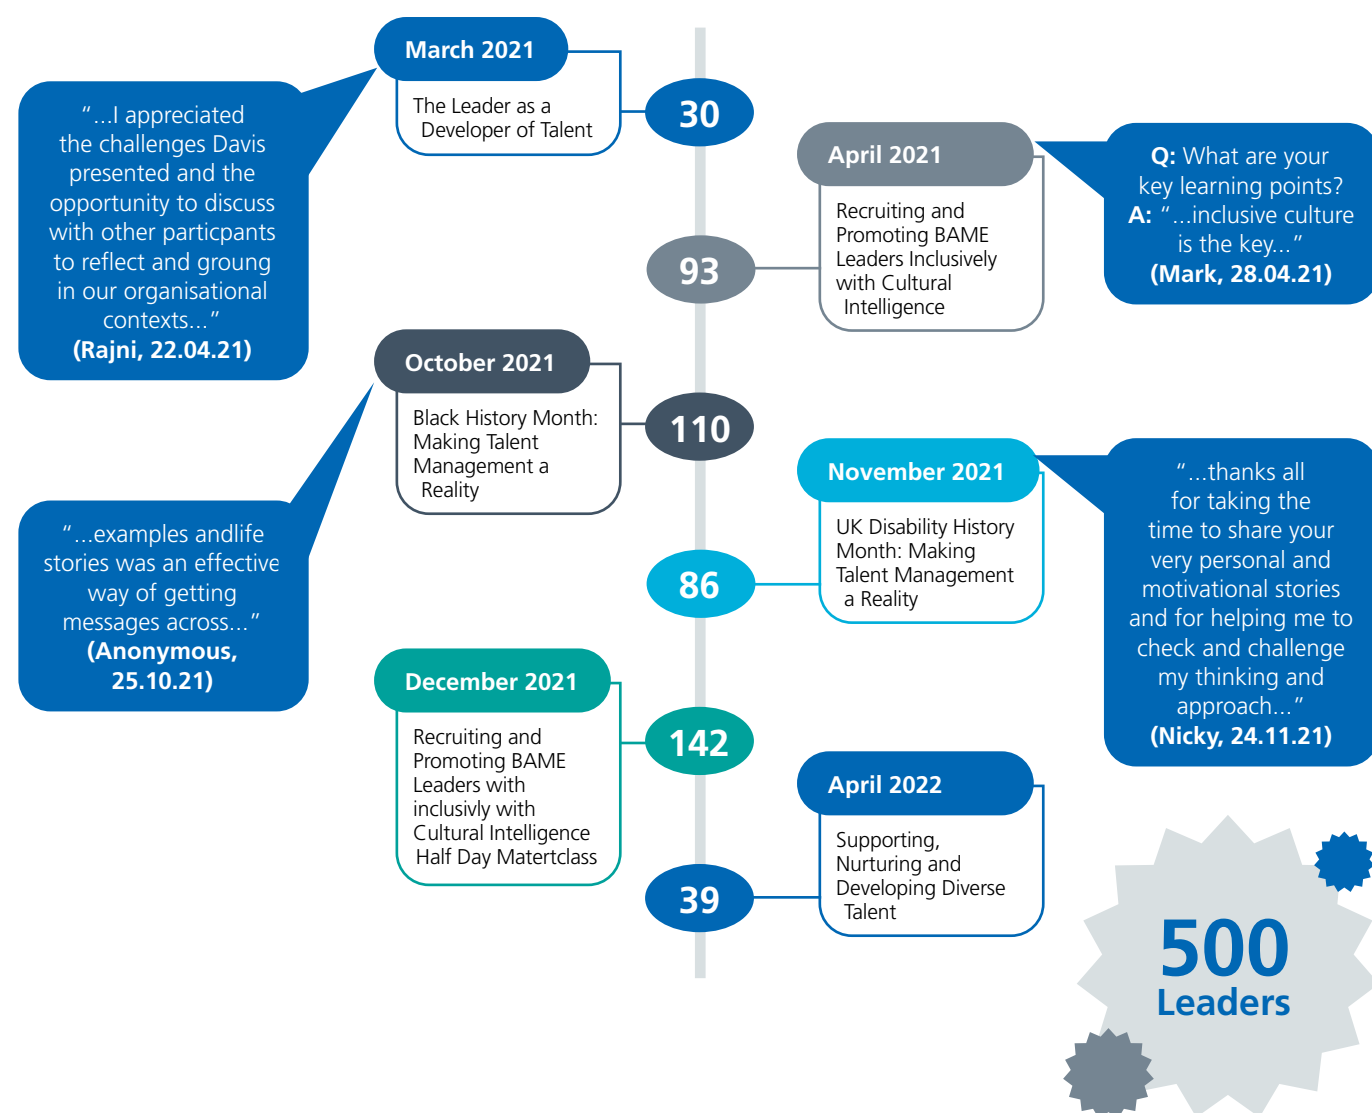 March 2021
The Leader as a
Developer of Talent
30
"...I appreciated
the challenges Davis
presented and the
opportunity to discuss
with other particpants
to reflect and groung
in our organisational
contexts..."
(Rajni, 22.04.21)
April 2021
Recruiting and
Promoting BAME
Leaders Inclusively
with Cultural
Intelligence
93
Q: What are your
key learning points?
A: "...inclusive culture
is the key..."
(Mark, 28.04.21)
October 2021
Black History Month:
Making Talent
Management a
Reality
110
"...examples andlife
stories was an effective
way of getting
messages across..."
(Anonymous,
25.10.21)
November 2021
UK Disability History
Month: Making
Talent Management
a Reality
86
"...thanks all
for taking the
time to share your
very personal and
motivational stories
and for helping me to
check and challenge
my thinking and
approach..."
(Nicky, 24.11.21)
December 2021
Recruiting and
Promoting BAME
Leaders with
inclusivly with
Cultural Intelligence
Half Day Matertclass
142
April 2022
Supporting,
Nurturing and
Developing Diverse
Talent
39
500
Leaders